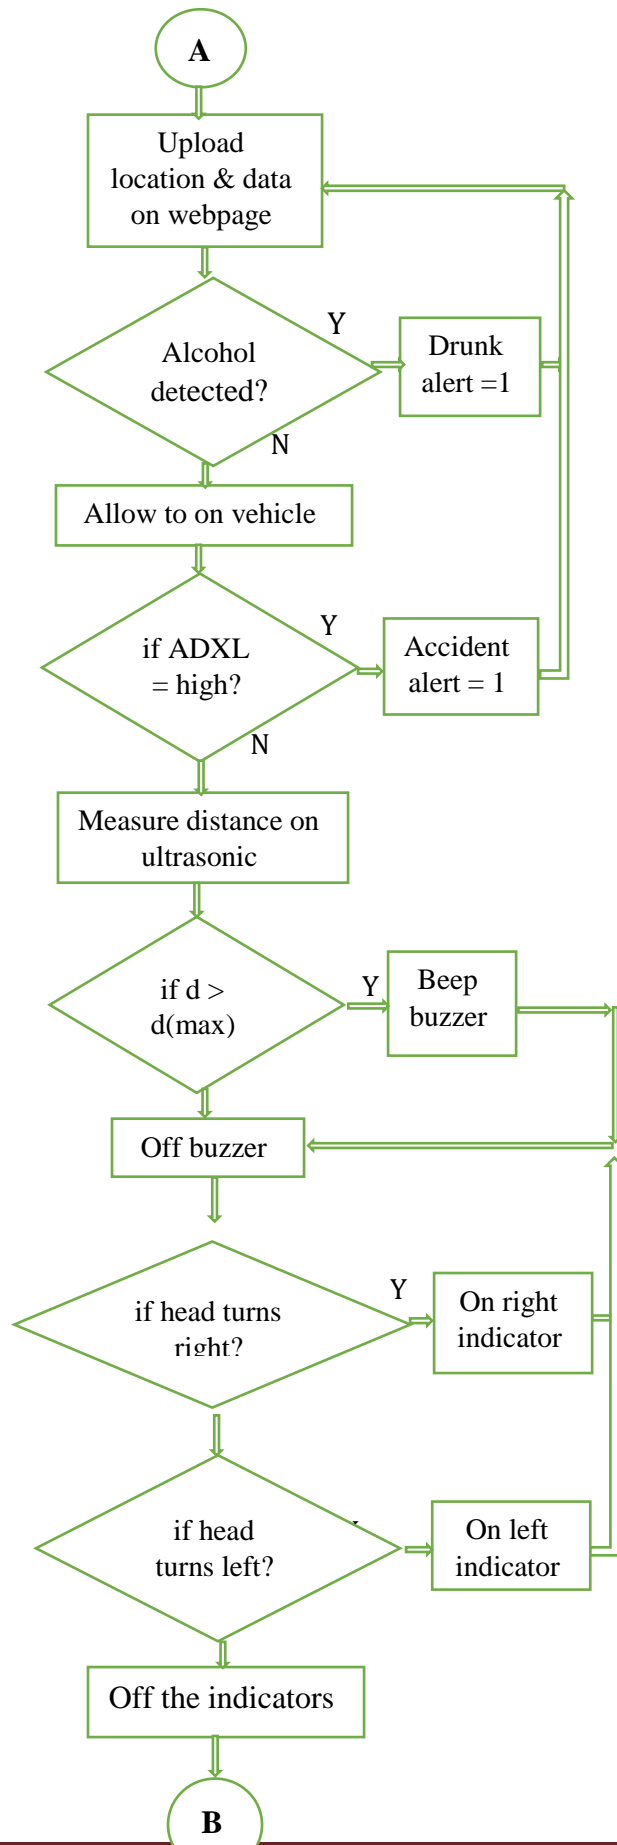 A
Upload
location & data
on webpage
Y
Alcohol
detected?
Drunk
alert =1
N
Allow to on vehicle
Y
if ADXL
= high?
Accident
alert = 1
N
Measure distance on
ultrasonic
if d >
d(max)
Y
Beep
buzzer
Off buzzer
Y
if head turns
right?
On right
indicator
if head
turns left?
On left
indicator
Off the indicators
B